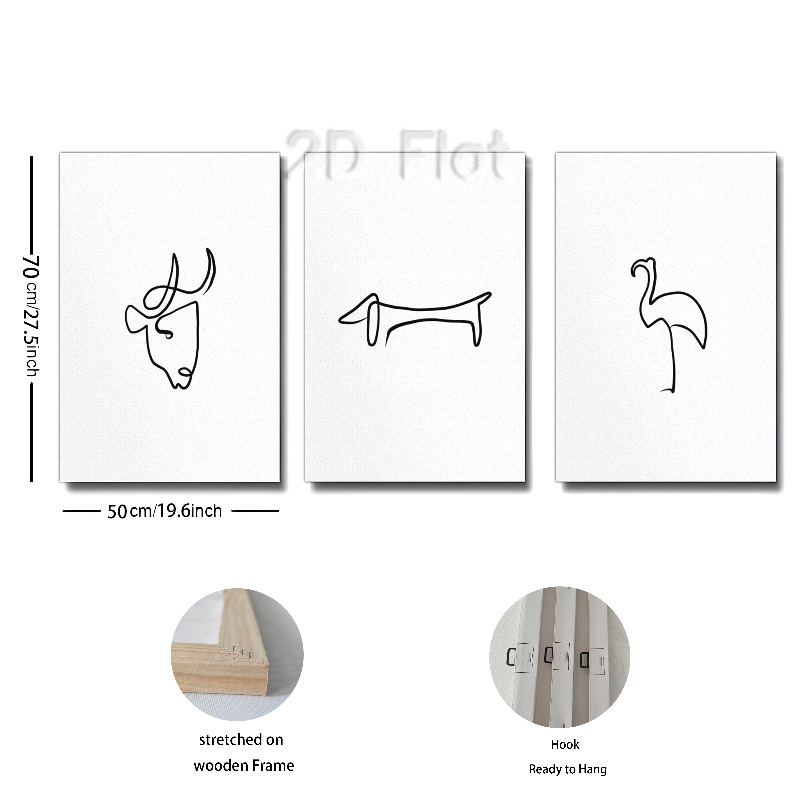 2D Flat
70 cm/27.5inch
50cm/19.6inch
stretched on
wooden Frame
Hook
Ready to Hang